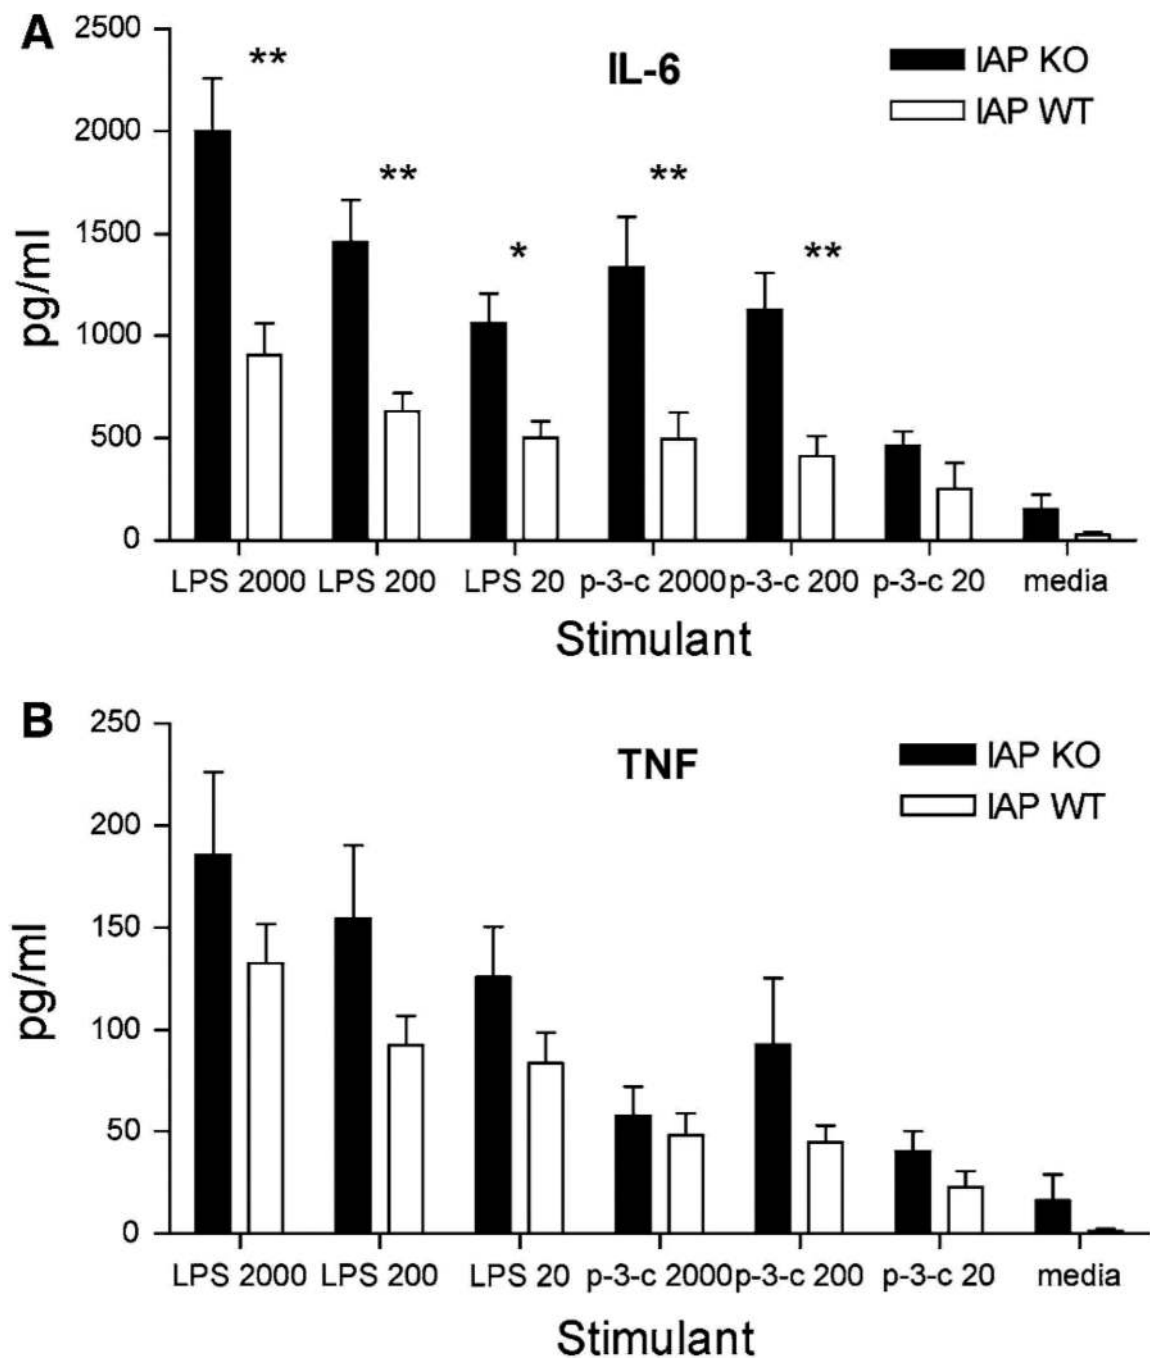 A
IL-6
IAP KO
IAP WT
**
**
*
**
**
2500
2000
1500
1000
500
0
pg/ml
LPS 2000 LPS 200 LPS 20 p-3-c 2000 p-3-c 200 p-3-c 20 media
Stimulant
B
TNF
IAP KO
IAP WT
250
200
150
100
50
0
pg/ml
LPS 2000 LPS 200 LPS 20 p-3-c 2000 p-3-c 200 p-3-c 20 media
Stimulant